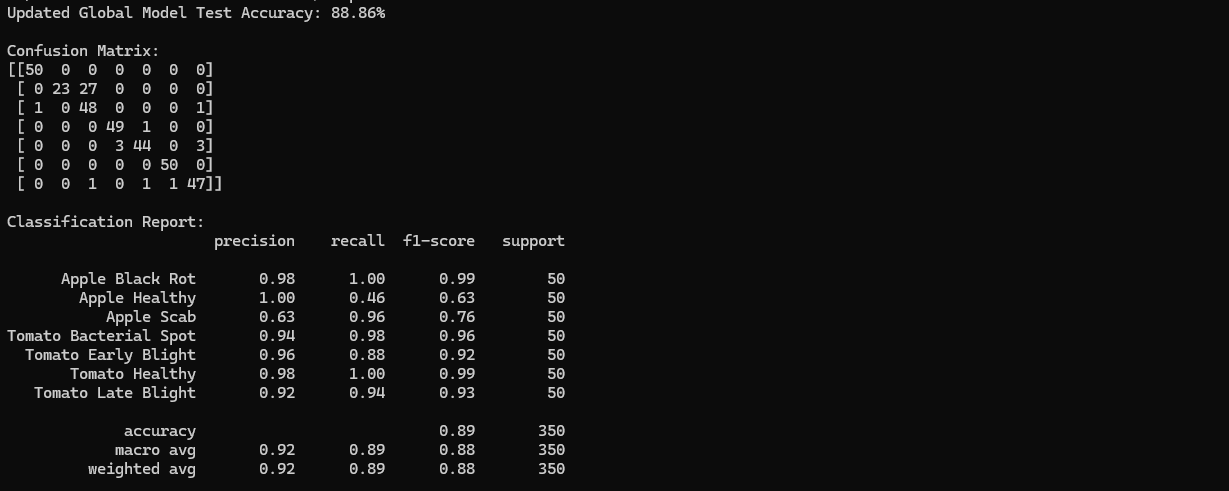 Updated Global Model Test Accuracy: 88.86%
Confusion Matrix:
[[50  0  0  0  0  0  0]
 [ 0 23 27  0  0  0  0]
 [ 1  0 48  0  0  0  1]
 [ 0  0  0 49  1  0  0]
 [ 0  0  0  3 44  0  3]
 [ 0  0  0  0  0 50  0]
 [ 0  0  1  0  1  1 47]]
Classification Report:
                       precision    recall  f1-score   support
      Apple Black Rot       0.98      1.00      0.99        50
        Apple Healthy       1.00      0.46      0.63        50
           Apple Scab       0.63      0.96      0.76        50
Tomato Bacterial Spot       0.94      0.98      0.96        50
  Tomato Early Blight       0.96      0.88      0.92        50
       Tomato Healthy       0.98      1.00      0.99        50
   Tomato Late Blight       0.92      0.94      0.93        50
             accuracy                           0.89       350
            macro avg       0.92      0.89      0.88       350
         weighted avg       0.92      0.89      0.88       350